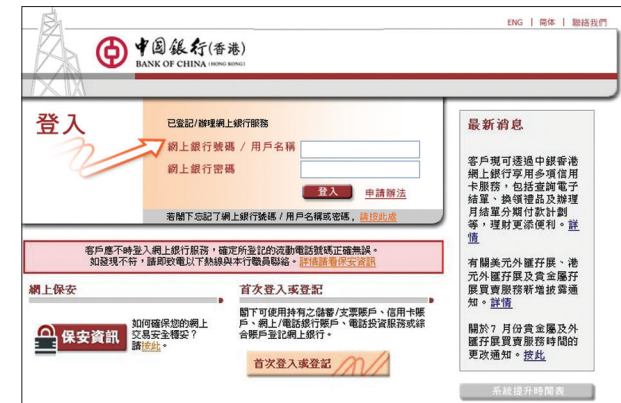 ENG | 简体 | 聯絡我們
中國銀行(香港)
BANK OF CHINA (HONG KONG)
登入
已登記/辦理網上銀行服務
網上銀行號碼 / 用戶名稱
網上銀行密碼
登入 申請辦法
若閣下忘記了網上銀行號碼 / 用戶名稱或密碼，請按此處
客戶應不時登入網上銀行服務，確定所登記的流動電話號碼正確無誤。
如發現不符，請即致電以下熱線與本行職員聯絡。詳情請看保安資訊
網上保安
保安資訊
如何確保您的網上
交易安全穩妥？
請按此。
首次登入或登記
閣下可使用持有之儲蓄/支票賬戶、信用卡賬
戶、網上/電話銀行賬戶、電話投資服務或綜
合賬戶登記網上銀行。
首次登入或登記
最新消息
客戶現可透過中銀香港
網上銀行享用多項信用
卡服務，包括查詢電子
結單、換領禮品及辦理
月結單分期付款計劃
等，理財更添便利。詳
情
有關美元外匯孖展、港
元外匯孖展及貴金屬孖
展買賣服務新增披露通
知。詳情
關於7 月份貴金屬及外
匯孖展買賣服務時間的
更改通知。按此
系統提升時間表